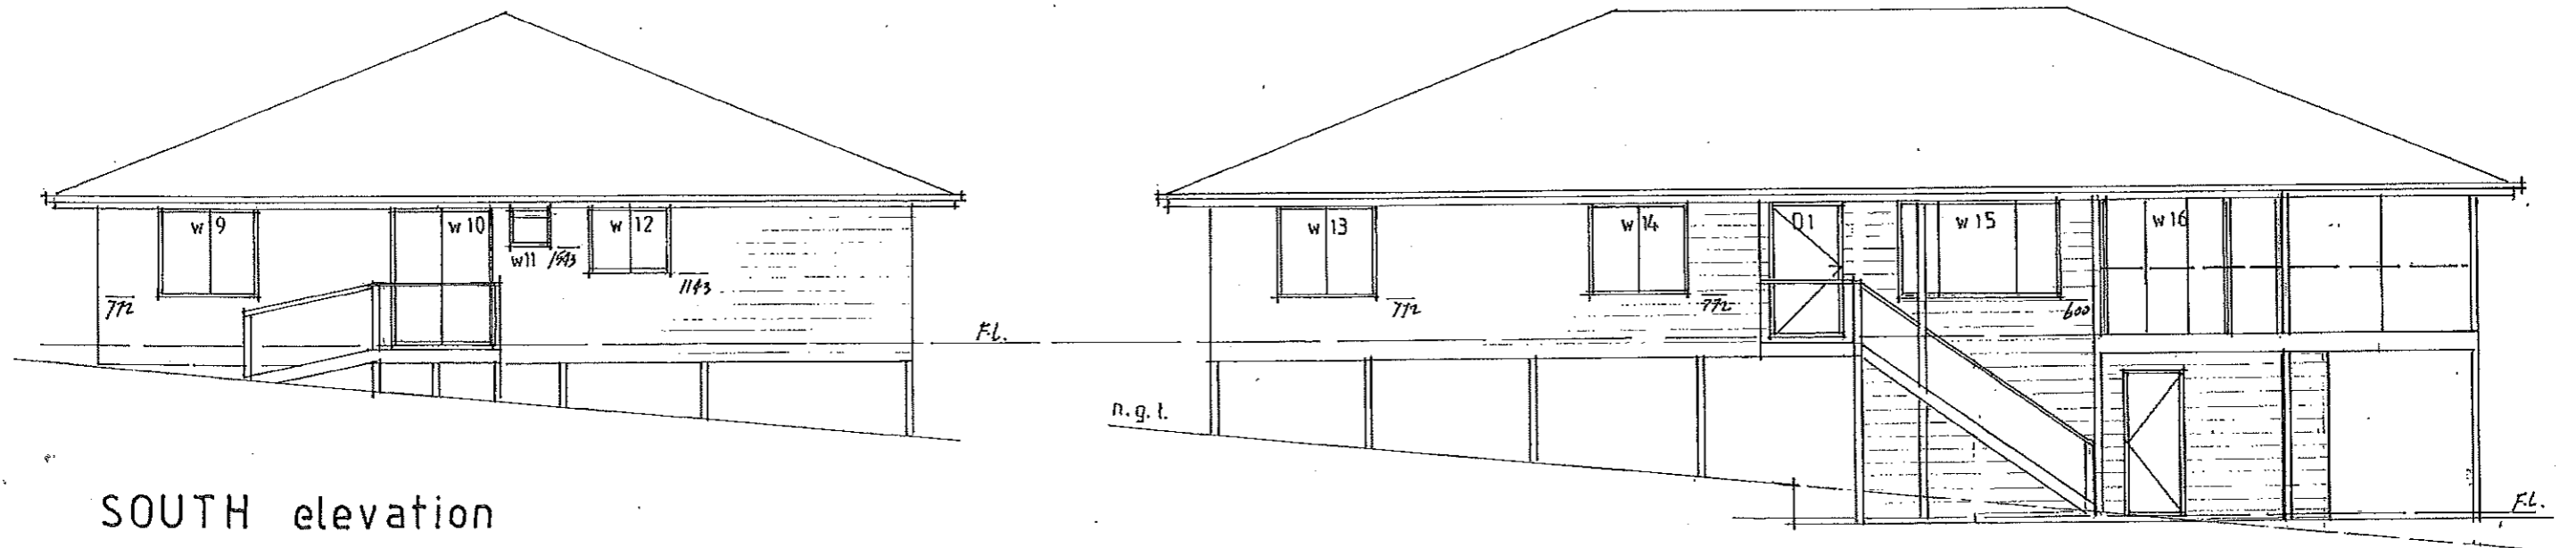 w 9
w 10
w11 1543
w 12
1143
772
F.L.
SOUTH elevation
w 13
772
w 14
772
D1
w 15
600
w 16
n.g.l.
F.L.